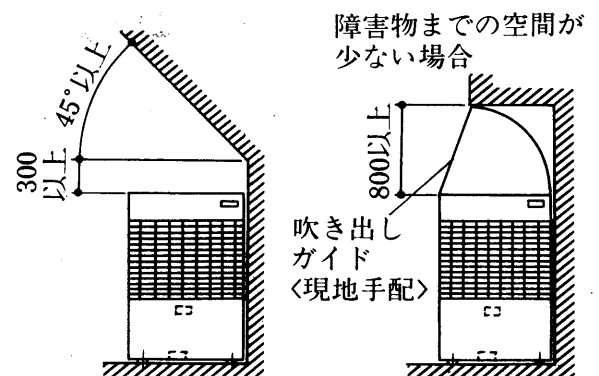 障害物までの空間が
少ない場合
45°以上
300
以上
800以上
吹き出し
ガイド
〈現地手配〉